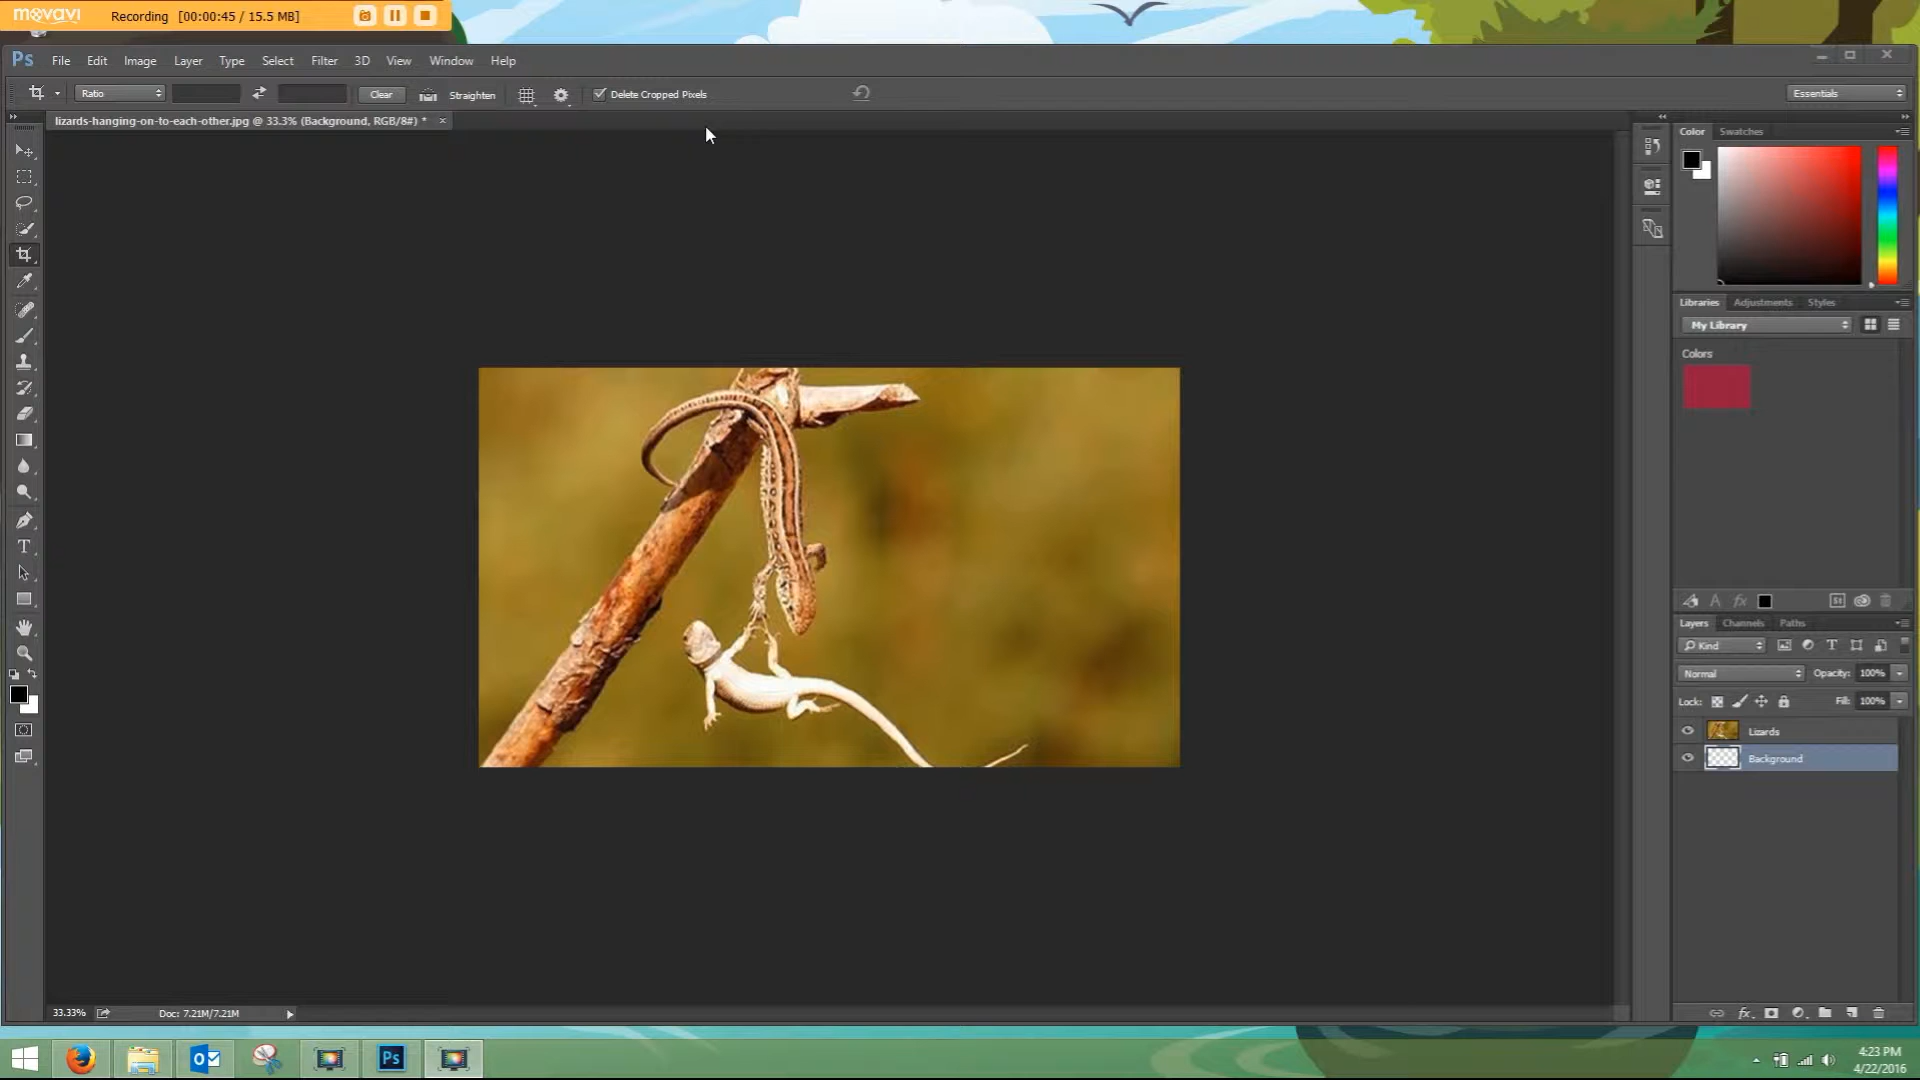 movavi
Recording [00:00:45 / 15.5 MB]
Ps File Edit Image Layer Type Select Filter 3D View Window Help
Ratio Clear Straighten Delete Cropped Pixels Essentials
lizards-hanging-on-to-each-other.jpg @ 33.3% (Background, RGB/8#) * ×
Color Swatches
Libraries Adjustments Styles
My Library
Colors
Layers Channels Paths
Kind
Normal Opacity: 100%
Lock: Fill: 100%
Lizards
Background
33.33% Doc: 7.21M/7.21M
Ps
4:23 PM
4/22/2016